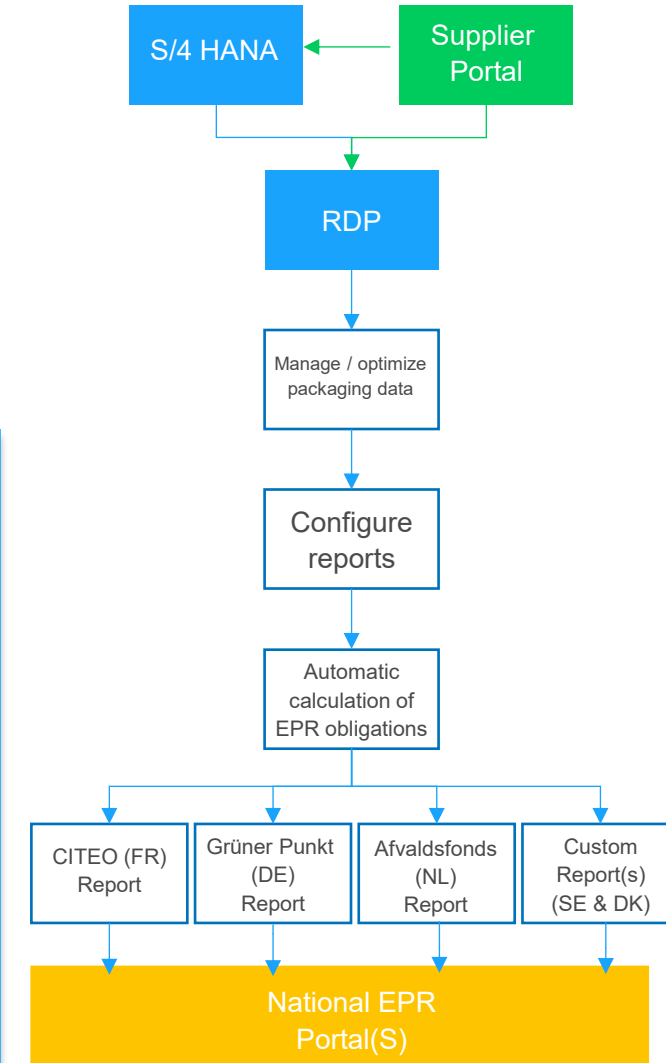 S/4 HANA
Supplier
Portal
RDP
Manage / optimize
packaging data
Configure
reports
Automatic
calculation of
EPR obligations
CITEO (FR)
Report
Grüner Punkt
(DE)
Report
Afvaldsfonds
(NL)
Report
Custom
Report(s)
(SE & DK)
National EPR
Portal(S)